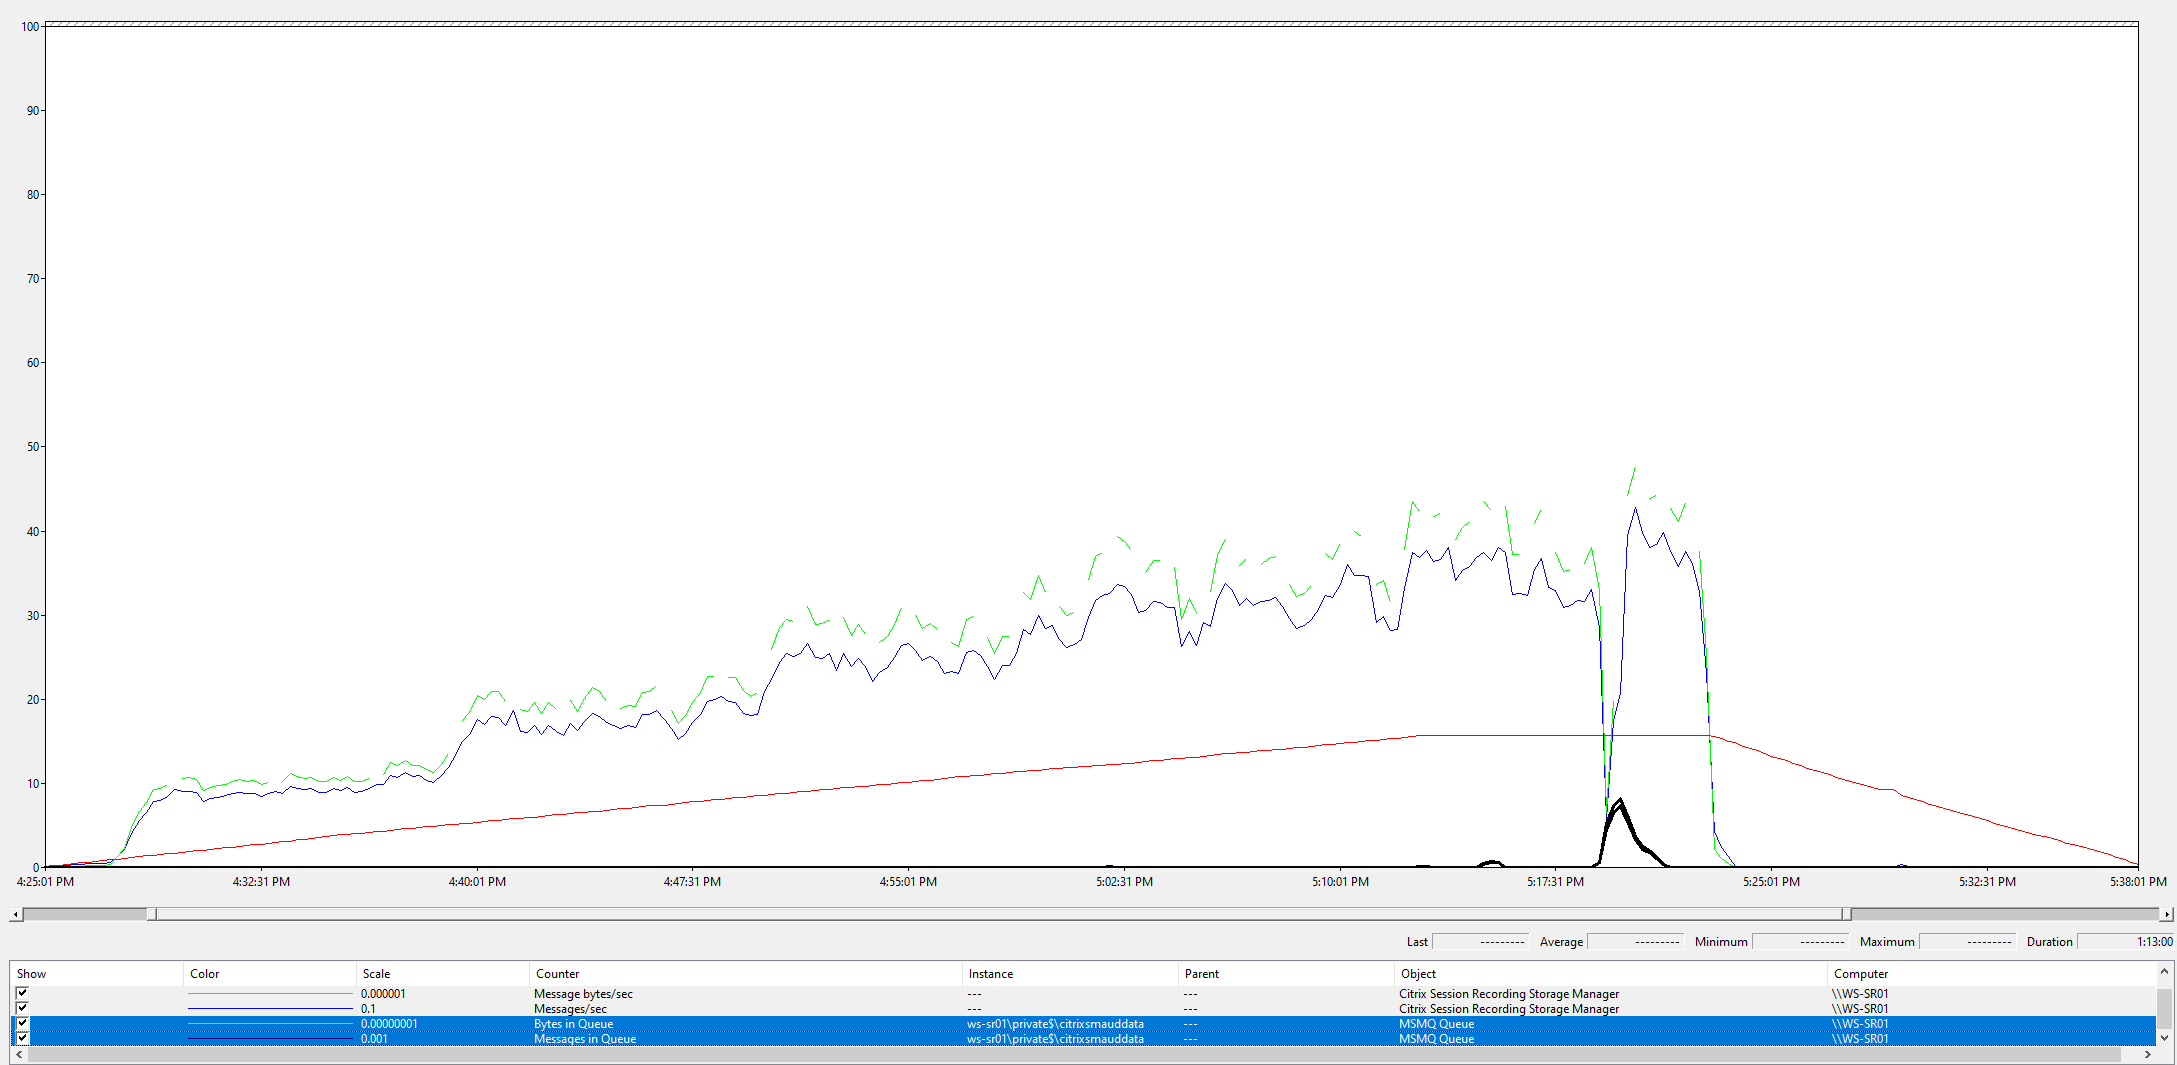 100
90
80
70
60
50
40
30
20
10
0
4:25:01 PM 4:32:31 PM 4:40:01 PM 4:47:31 PM 4:55:01 PM 5:02:31 PM 5:10:01 PM 5:17:31 PM 5:25:01 PM 5:32:31 PM 5:38:01 PM
Last --------- Average --------- Minimum --------- Maximum --------- Duration 1:13:00
Show Color Scale Counter Instance Parent Object Computer
0.000001 Message bytes/sec --- --- Citrix Session Recording Storage Manager \\WS-SR01
0.1 Messages/sec --- --- Citrix Session Recording Storage Manager \\WS-SR01
0.00000001 Bytes in Queue ws-sr01\private$\citrixsmauddata --- MSMQ Queue \\WS-SR01
0.001 Messages in Queue ws-sr01\private$\citrixsmauddata --- MSMQ Queue \\WS-SR01